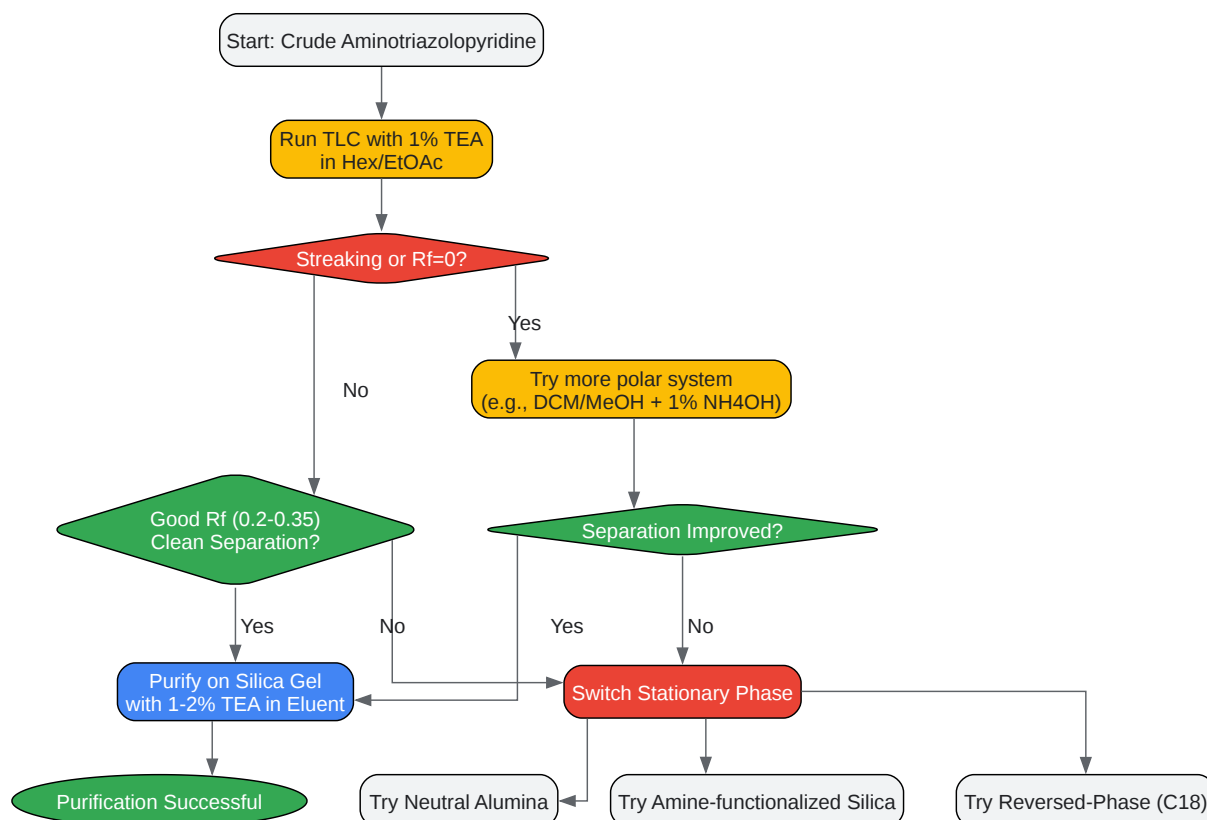 Start: Crude Aminotriazolopyridine
Run TLC with 1% TEA
in Hex/EtOAc
Streaking or Rf=0?
Yes
No
Try more polar system
(e.g., DCM/MeOH + 1% NH4OH)
Good Rf (0.2-0.35)
Clean Separation?
Separation Improved?
Yes
No
Yes
No
Purify on Silica Gel
with 1-2% TEA in Eluent
Switch Stationary Phase
Purification Successful
Try Neutral Alumina
Try Amine-functionalized Silica
Try Reversed-Phase (C18)